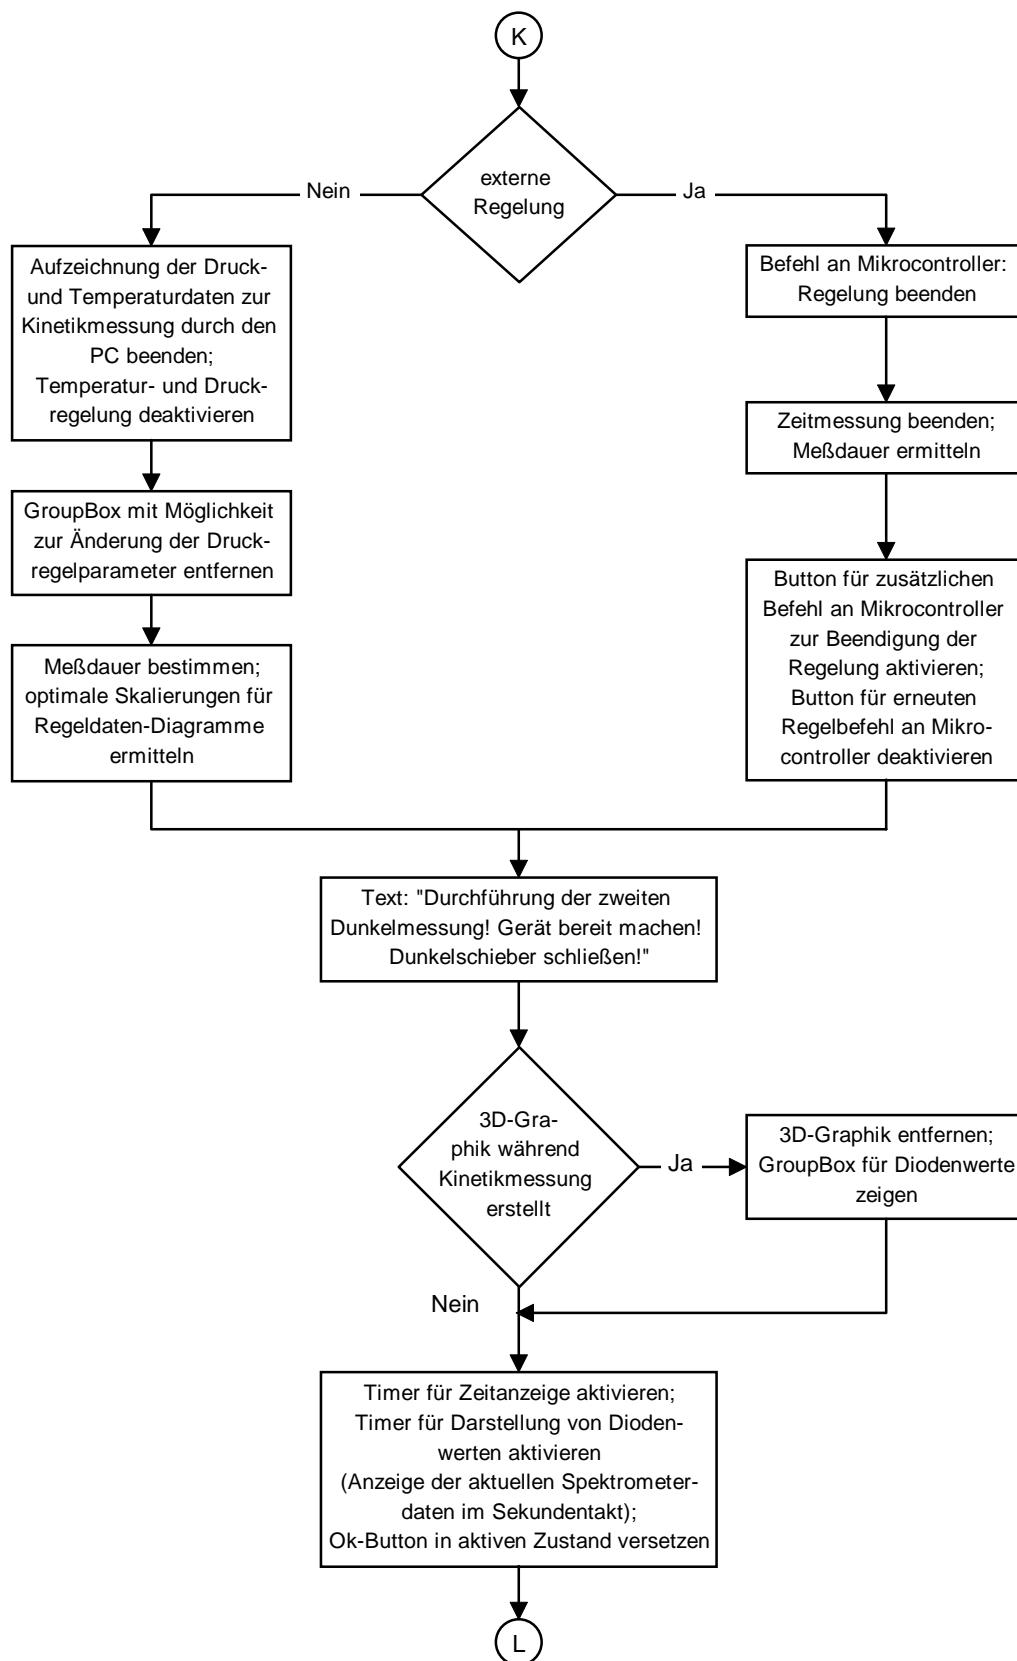 K
externe
Regelung
Nein
Ja
Aufzeichnung der Druck-
und Temperaturdaten zur
Kinetikmessung durch den
PC beenden;
Temperatur- und Druck-
regelung deaktivieren
GroupBox mit Möglichkeit
zur Änderung der Druck-
regelparameter entfernen
Meßdauer bestimmen;
optimale Skalierungen für
Regeldaten-Diagramme
ermitteln
Befehl an Mikrocontroller:
Regelung beenden
Zeitmessung beenden;
Meßdauer ermitteln
Button für zusätzlichen
Befehl an Mikrocontroller
zur Beendigung der
Regelung aktivieren;
Button für erneuten
Regelbefehl an Mikro-
controller deaktivieren
Text: "Durchführung der zweiten
Dunkelmessung! Gerät bereit machen!
Dunkelschieber schließen!"
3D-Gra-
phik während
Kinetikmessung
erstellt
Ja
3D-Graphik entfernen;
GroupBox für Diodenwerte
zeigen
Nein
Timer für Zeitanzeige aktivieren;
Timer für Darstellung von Dioden-
werten aktivieren
(Anzeige der aktuellen Spektrometer-
daten im Sekundentakt);
Ok-Button in aktiven Zustand versetzen
L